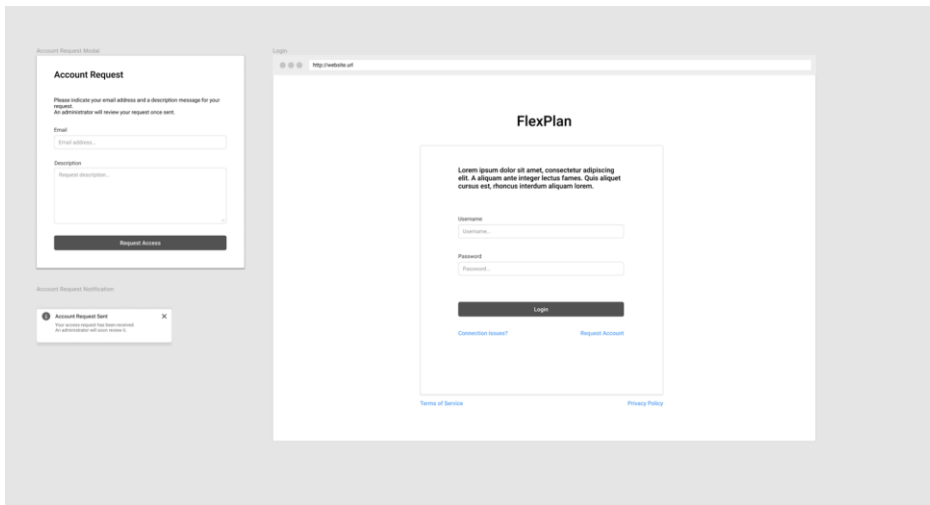 Account Request Modal
Account Request
Please indicate your email address and a description message for your
request.
An administrator will review your request once sent.
Email
Email address...
Description
Request description...
Request Access
Account Request Notification
Account Request Sent
Your access request has been received.
An administrator will soon review it.
Login
http://website.url
FlexPlan
Lorem ipsum dolor sit amet, consectetur adipiscing
elit. A aliquam ante integer lectus fames. Quis aliquet
cursus est, rhoncus interdum aliquam lorem.
Username
Username...
Password
Password...
Login
Connection Issues?
Request Account
Terms of Service
Privacy Policy